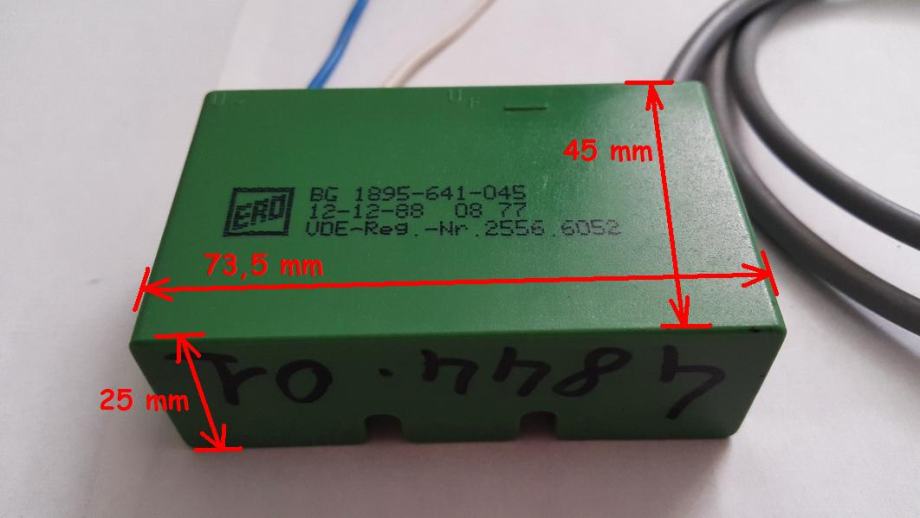 45 mm
ERO
BG 1895-641-045
12-12-88 08 77
VDE-Reg.-Nr.2556.6052
73,5 mm
25 mm
4844.01